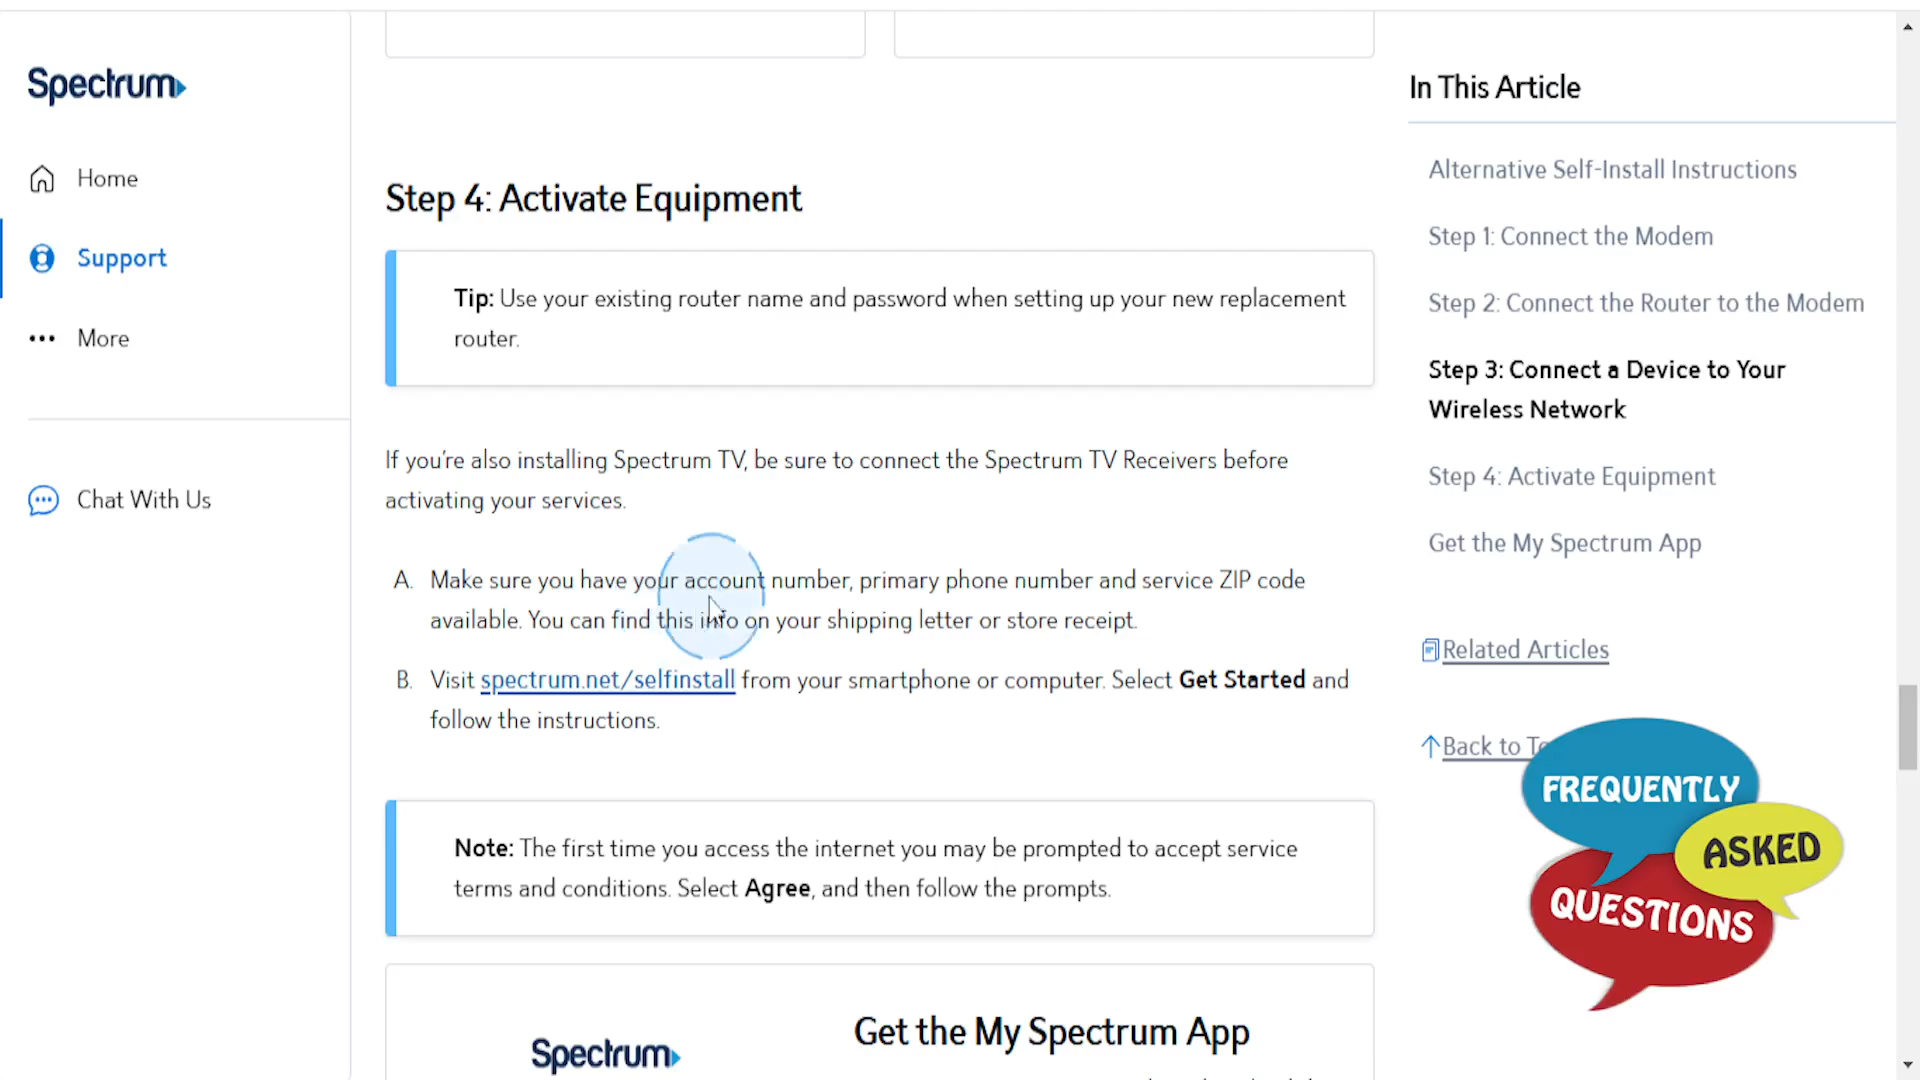 Spectrum
Home
Support
More
Chat With Us
Step 4: Activate Equipment
Tip: Use your existing router name and password when setting up your new replacement
router.
If you're also installing Spectrum TV, be sure to connect the Spectrum TV Receivers before
activating your services.
A. Make sure you have your account number, primary phone number and service ZIP code
available. You can find this info on your shipping letter or store receipt.
B. Visit spectrum.net/selfinstall from your smartphone or computer. Select Get Started and
follow the instructions.
Note: The first time you access the internet you may be prompted to accept service
terms and conditions. Select Agree, and then follow the prompts.
Spectrum
Get the My Spectrum App
In This Article
Alternative Self-Install Instructions
Step 1: Connect the Modem
Step 2: Connect the Router to the Modem
Step 3: Connect a Device to Your
Wireless Network
Step 4: Activate Equipment
Get the My Spectrum App
Related Articles
Back to
FREQUENTLY
ASKED
QUESTIONS